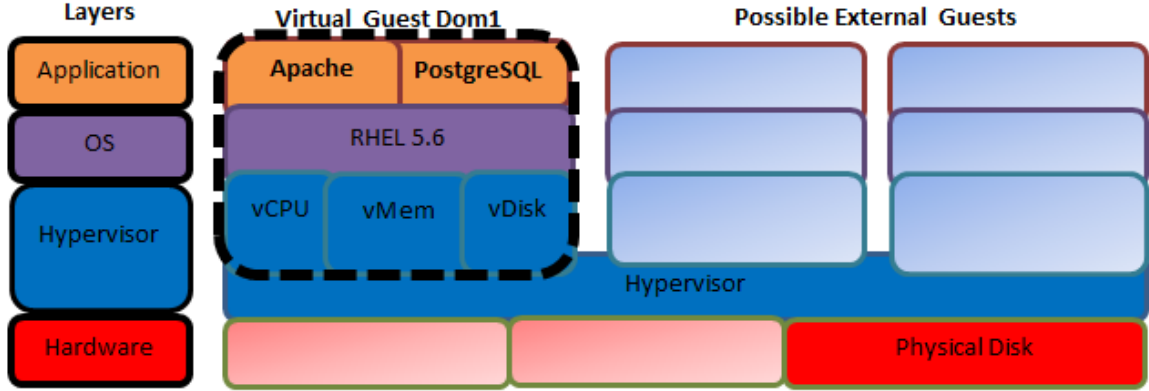 Layers
Virtual Guest Dom1
Possible External Guests
Application
Apache
PostgreSQL
OS
RHEL 5.6
vCPU
vMem
vDisk
Hypervisor
Hypervisor
Hardware
Physical Disk